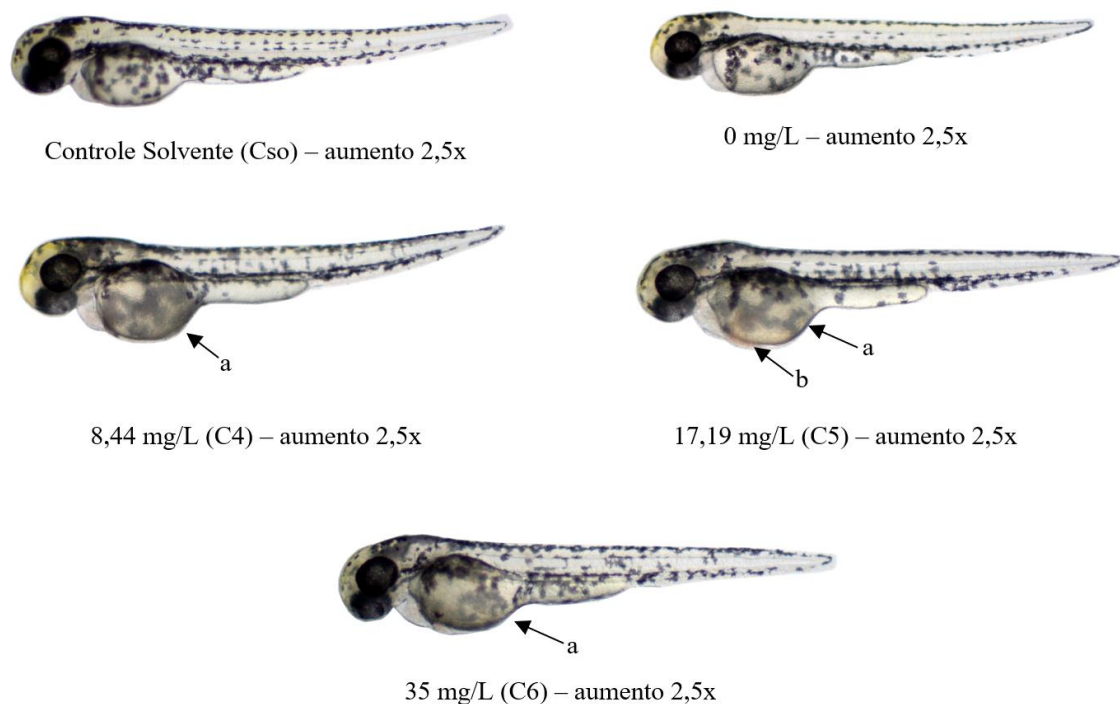 Controle Solvente (Cso) – aumento 2,5x
0 mg/L – aumento 2,5x
a
a
b
8,44 mg/L (C4) – aumento 2,5x
17,19 mg/L (C5) – aumento 2,5x
a
35 mg/L (C6) – aumento 2,5x